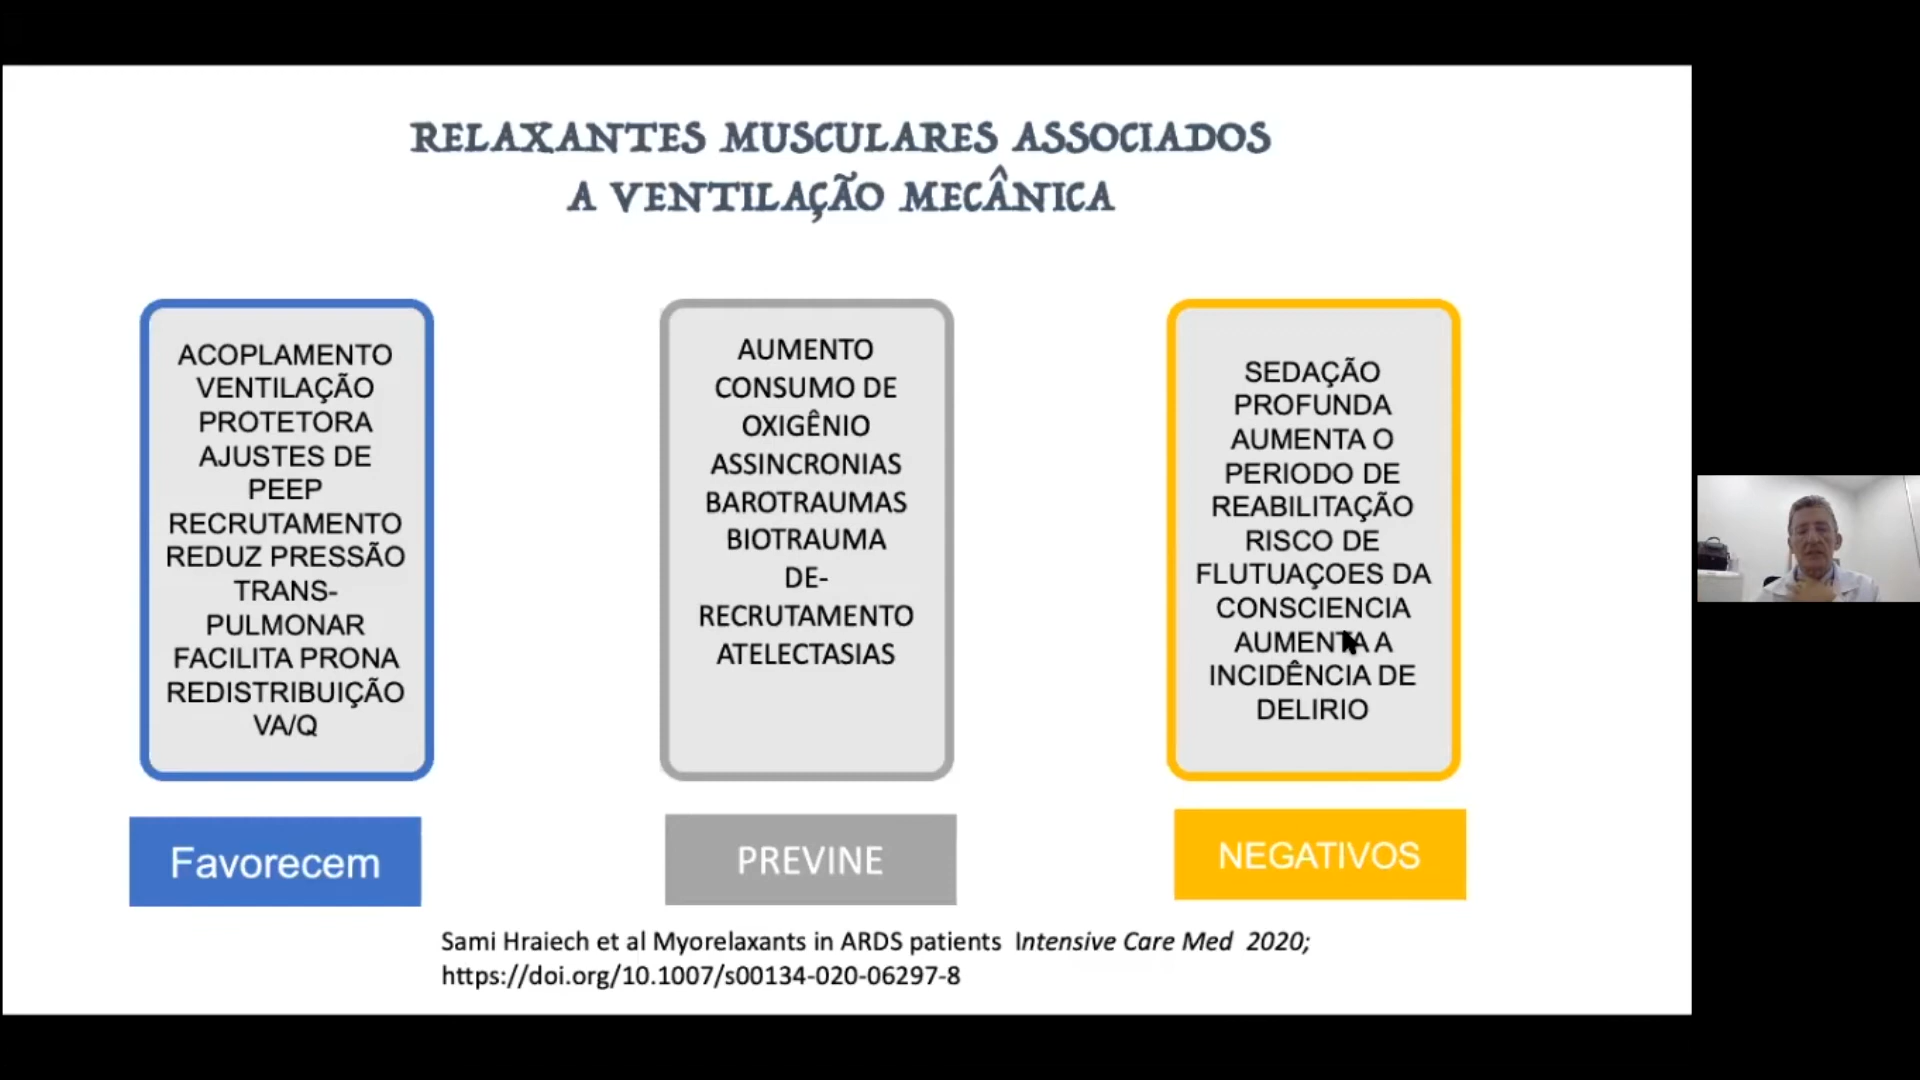 RELAXANTES MUSCULARES ASSOCIADOS
A VENTILAÇÃO MECÂNICA
ACOPLAMENTO
VENTILAÇÃO
PROTETORA
AJUSTES DE
PEEP
RECRUTAMENTO
REDUZ PRESSÃO
TRANS-
PULMONAR
FACILITA PRONA
REDISTRIBUIÇÃO
VA/Q
Favorecem
AUMENTO
CONSUMO DE
OXIGÊNIO
ASSINCRONIAS
BAROTRAUMAS
BIOTRAUMA
DE-
RECRUTAMENTO
ATELECTASIAS
PREVINE
SEDAÇÃO
PROFUNDA
AUMENTA O
PERIODO DE
REABILITAÇÃO
RISCO DE
FLUTUAÇOES DA
CONSCIENCIA
AUMENTA A
INCIDÊNCIA DE
DELIRIO
NEGATIVOS
Sami Hraiech et al Myorelaxants in ARDS patients Intensive Care Med 2020;
https://doi.org/10.1007/s00134-020-06297-8